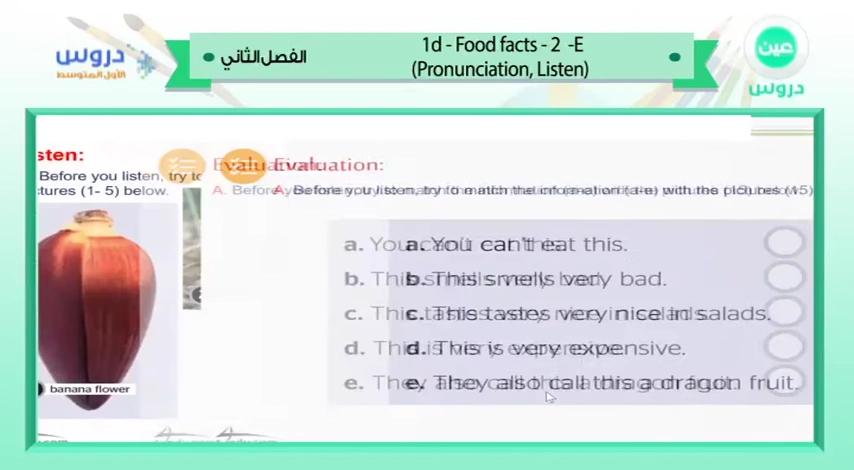 عين
دروس
دروس
الأول المتوسط
الفصل الثاني
1d - Food facts - 2 -E
(Pronunciation, Listen)
sten:
Before you listen, try to
ctures (1- 5) below.
Evaluation:
A. Before you listen, try to match the information (a-e) with the pictures (1-5)
a. You can't eat this.
b. This smells very bad.
c. This tastes very nice in salads.
d. This is very expensive.
e. They also call this a dragon fruit.
banana flower